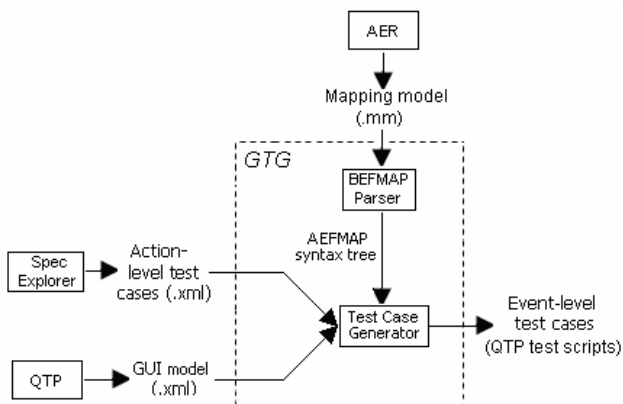 AER
Mapping model
(.mm)
GTG
BEFMAP
Parser
AEFMAP
syntax tree
Spec
Explorer
Action-
level test
cases (.xml)
Test Case
Generator
Event-level
test cases
(QTP test scripts)
QTP
GUI model
(.xml)